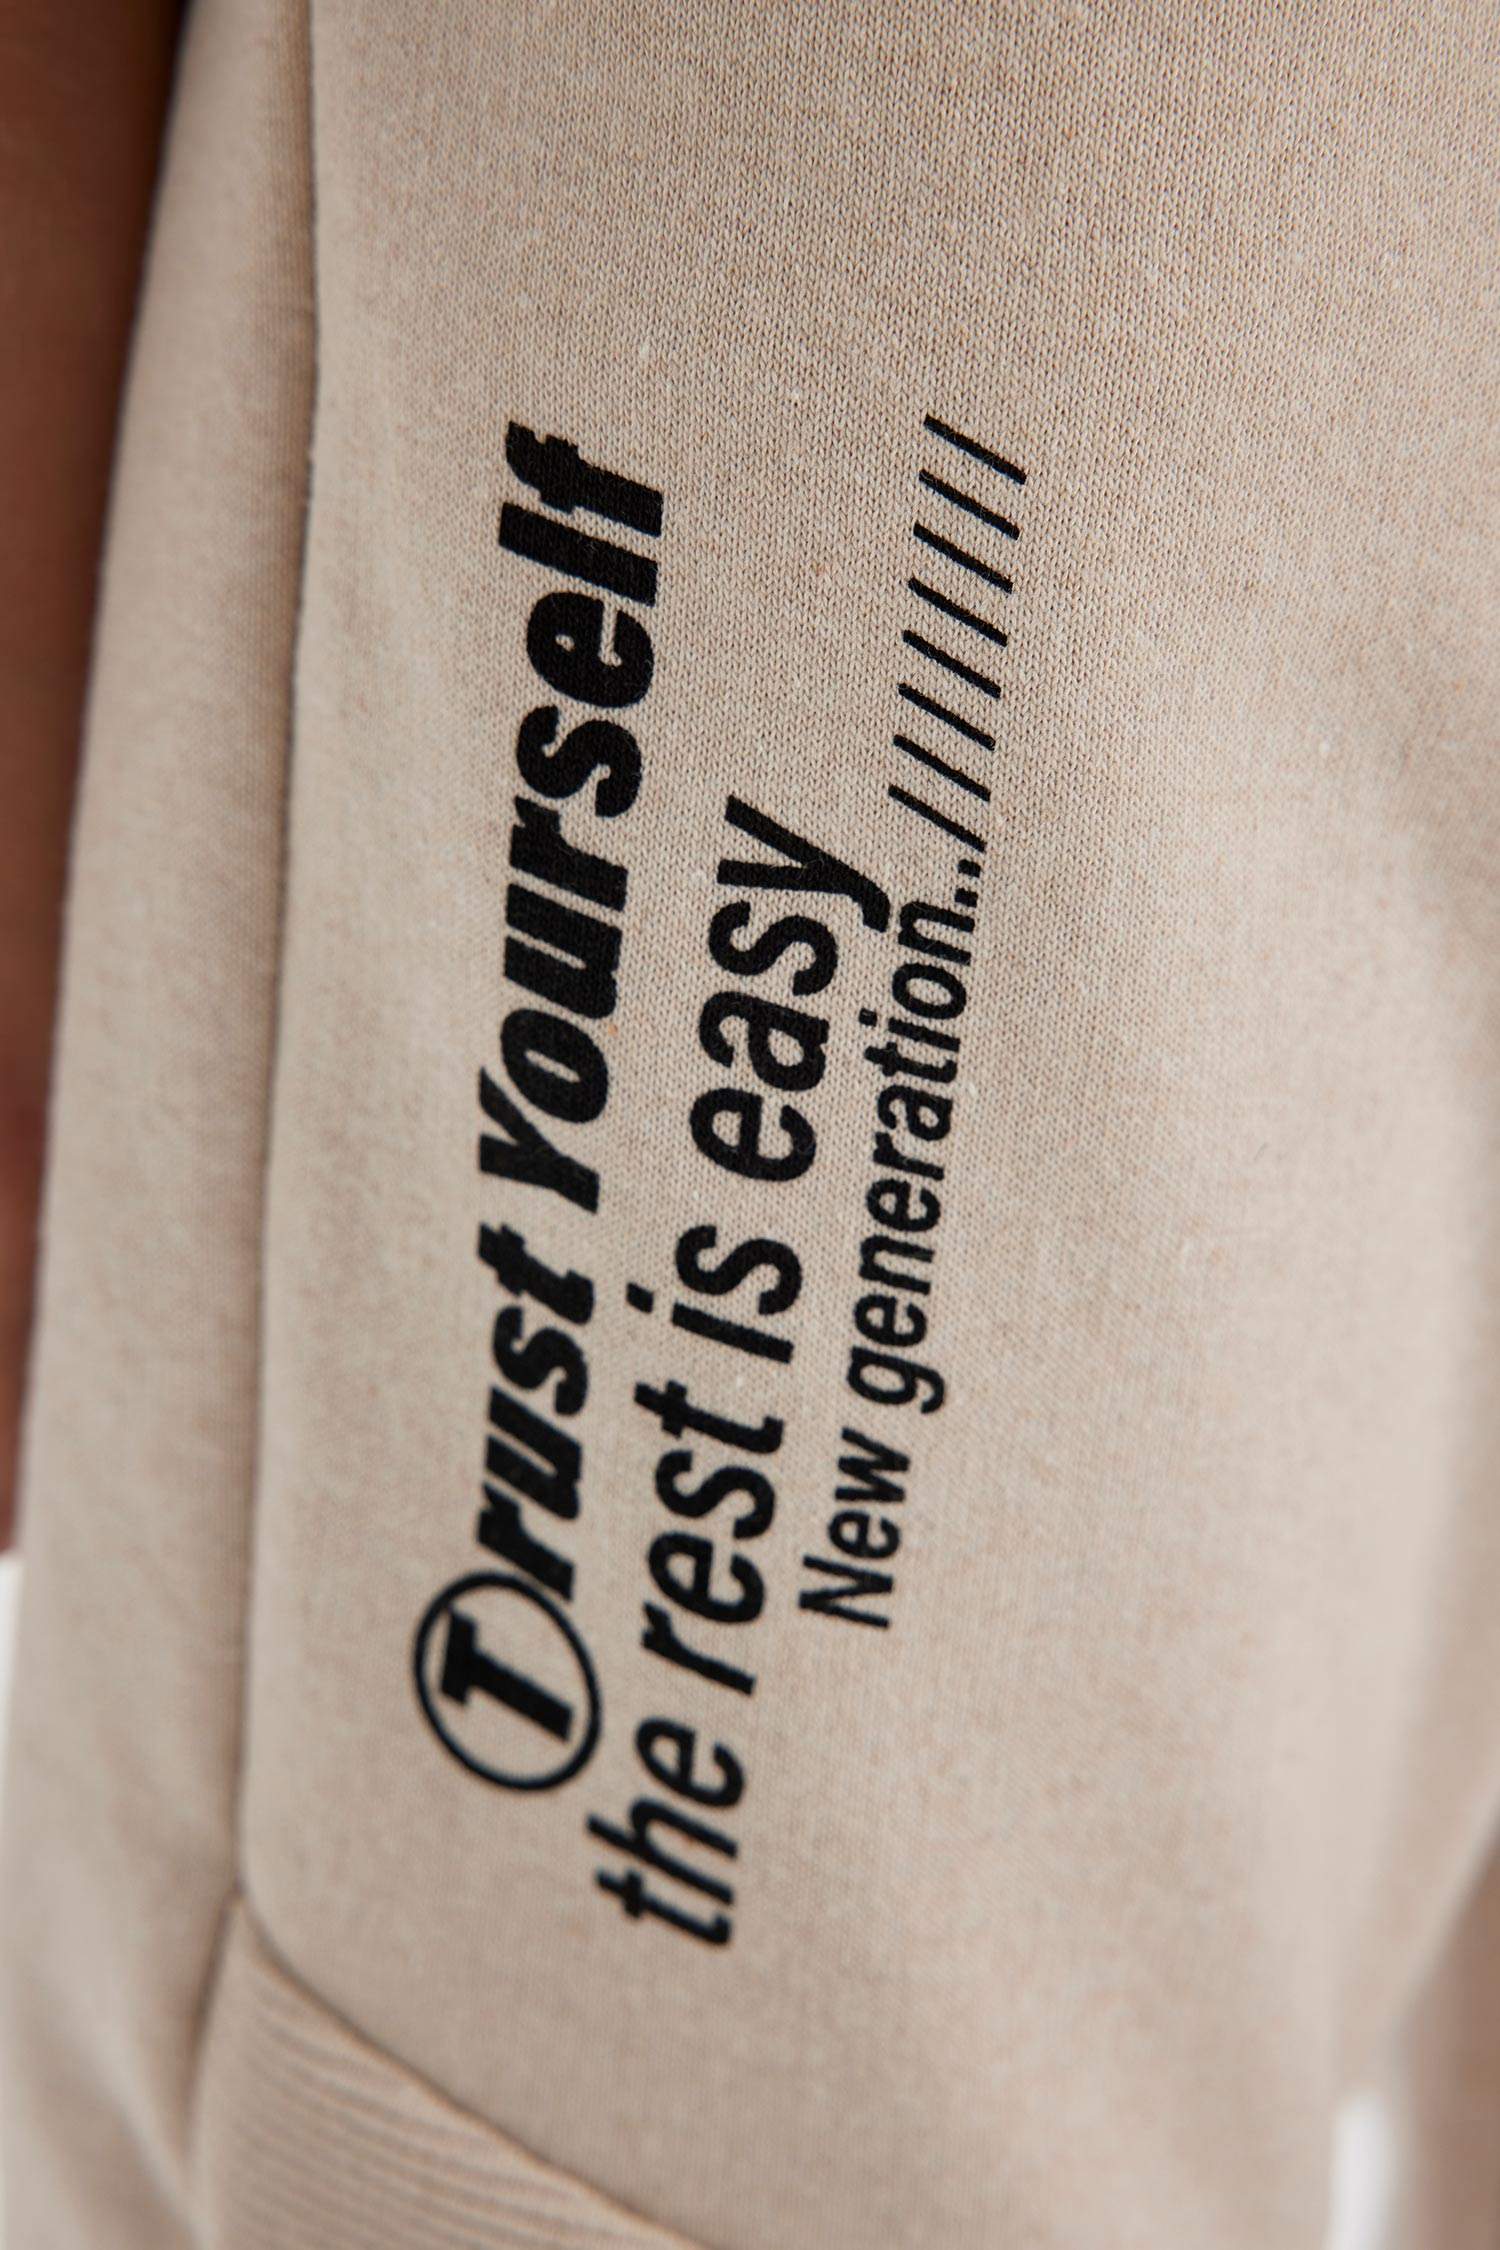 Trust Yourself
the rest is easy
New generation..////////